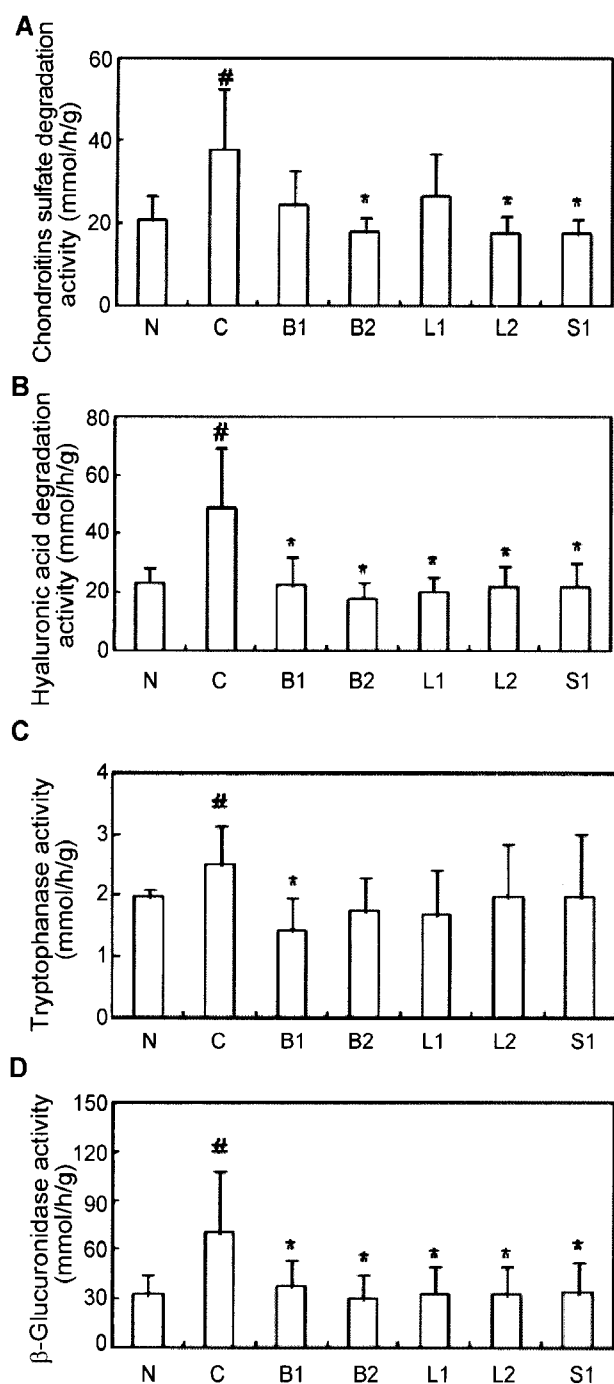 A
Chondroitins sulfate degradation
activity (mmol/h/g)
60
40
20
0
#
*
*
*
N C B1 B2 L1 L2 S1
B
Hyaluronic acid degradation
activity (mmol/h/g)
80
60
40
20
0
#
*
*
*
*
*
N C B1 B2 L1 L2 S1
C
Tryptophanase activity
(mmol/h/g)
4
3
2
1
0
#
*
N C B1 B2 L1 L2 S1
D
β-Glucuronidase activity
(mmol/h/g)
150
120
90
60
30
0
#
*
*
*
*
*
N C B1 B2 L1 L2 S1